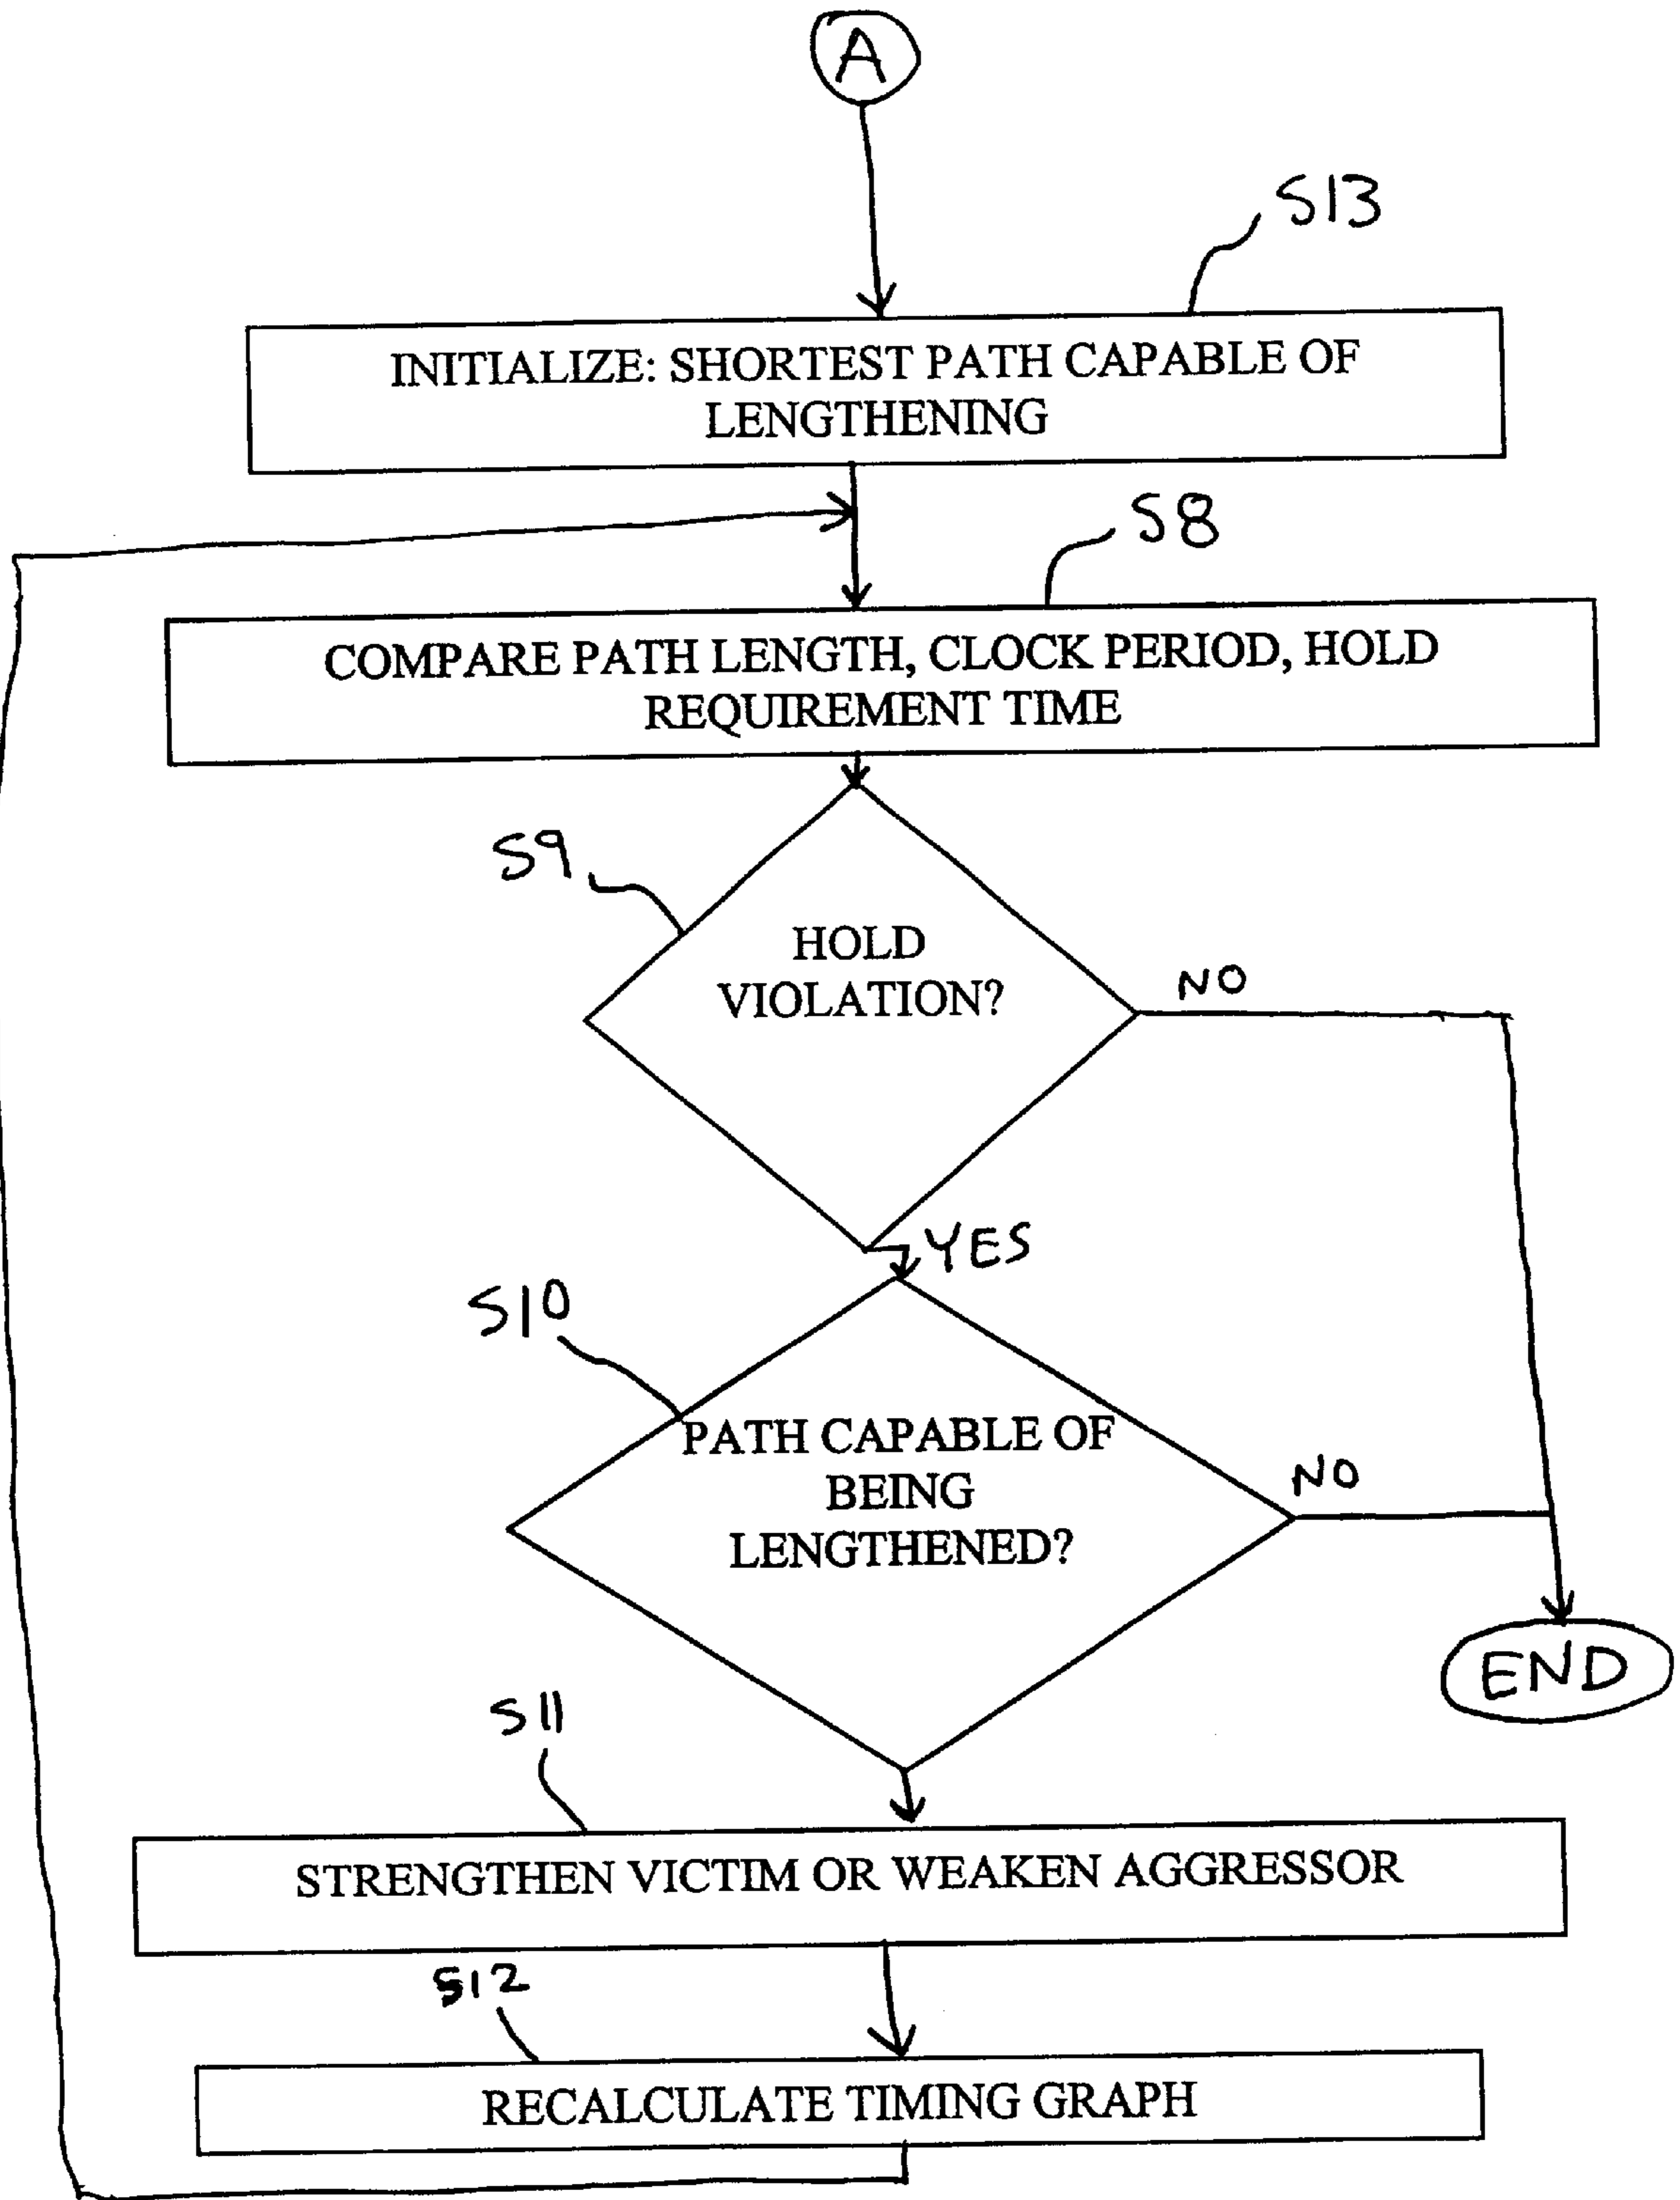 A
S13
INITIALIZE: SHORTEST PATH CAPABLE OF
LENGTHENING
S8
COMPARE PATH LENGTH, CLOCK PERIOD, HOLD
REQUIREMENT TIME
S9
HOLD
VIOLATION?
NO
YES
S10
PATH CAPABLE OF
BEING
LENGTHENED?
NO
END
S11
STRENGTHEN VICTIM OR WEAKEN AGGRESSOR
S12
RECALCULATE TIMING GRAPH